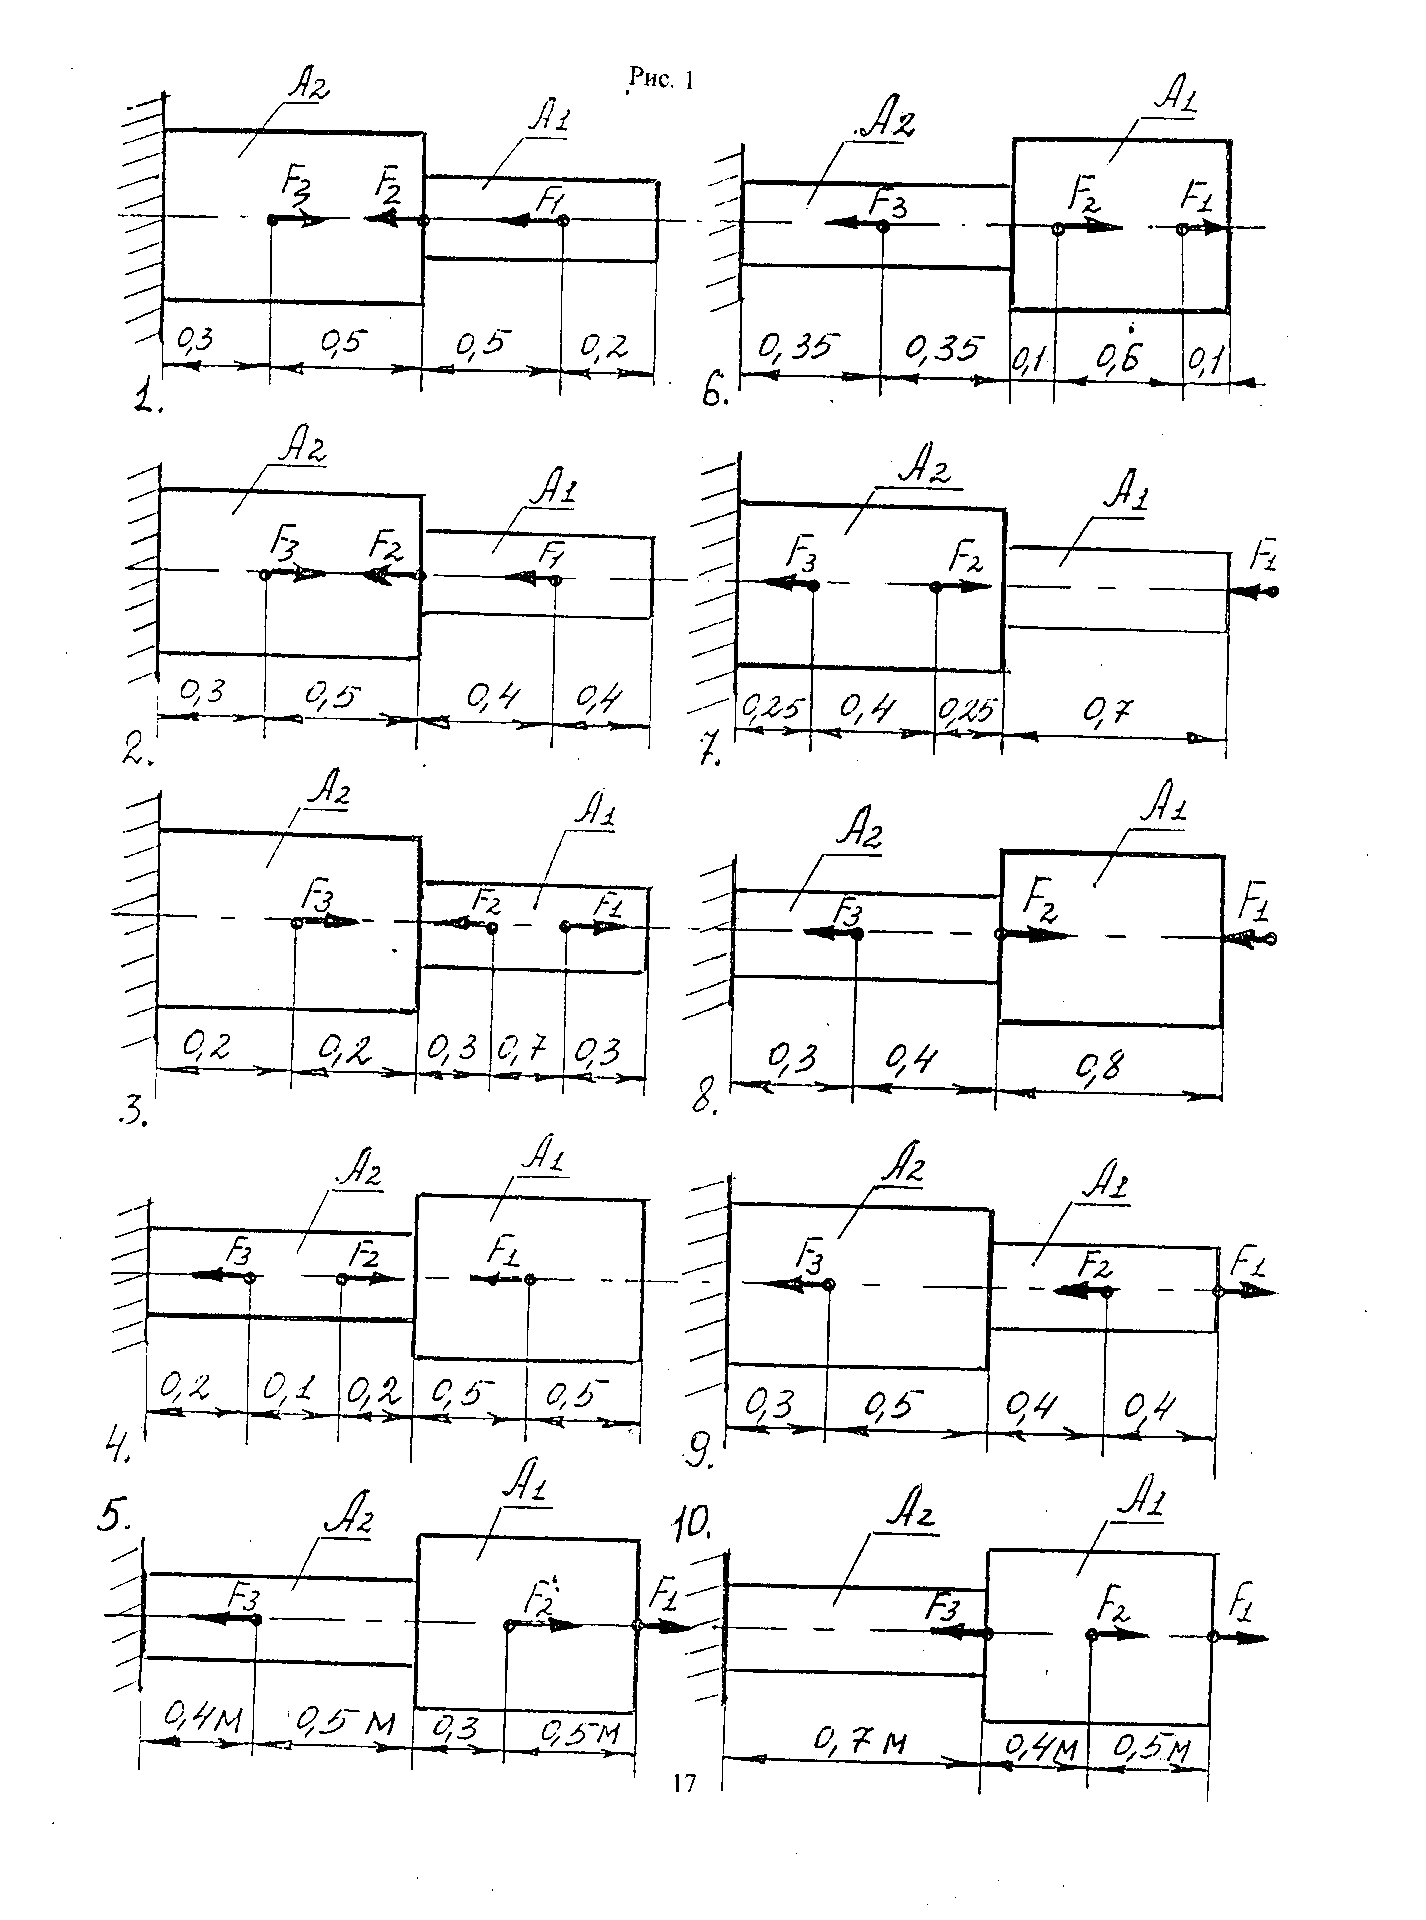 Рис. 1
A2
A1
F3
F2
F1
0,3
0,5
0,5
0,2
1.
A2
A1
F3
F2
F1
0,35
0,35
0,1
0,6
0,1
6.
A2
A1
F3
F2
F1
0,3
0,5
0,4
0,4
2.
A2
A1
F3
F2
F1
0,25
0,4
0,25
0,7
7.
A2
A1
F3
F2
F1
0,2
0,2
0,3
0,7
0,3
3.
A2
A1
F3
F2
F1
0,3
0,4
0,8
8.
A2
A1
F3
F2
F1
0,2
0,1
0,2
0,5
0,5
4.
A2
A1
F3
F2
F1
0,3
0,5
0,4
0,4
9.
5.
A2
A1
F3
F2
F1
0,4м
0,5 м
0,3
0,5м
10.
A2
A1
F3
F2
F1
0,7 м
0,4м
0,5м
17